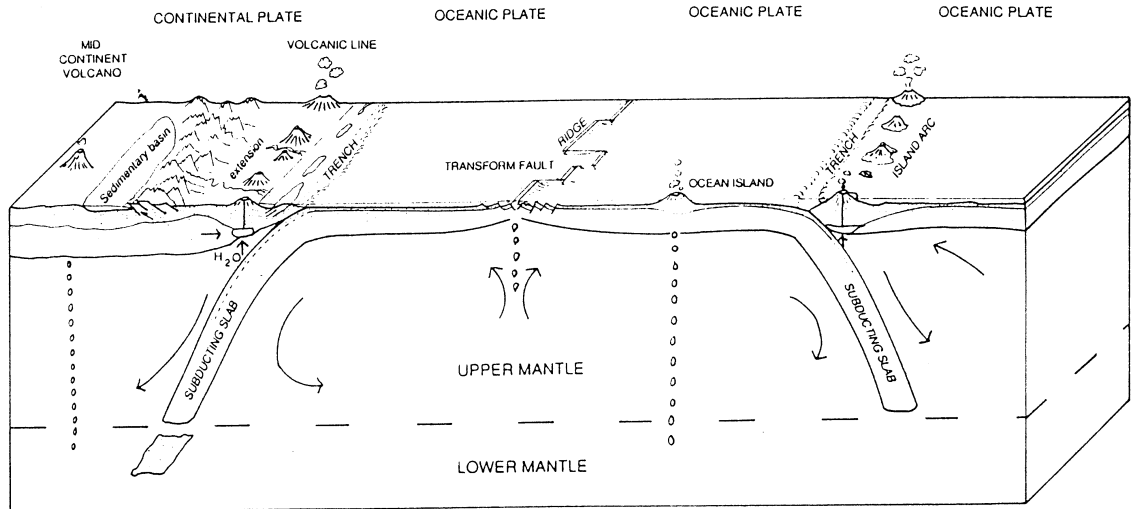 CONTINENTAL PLATE
OCEANIC PLATE
OCEANIC PLATE
OCEANIC PLATE
MID
CONTINENT
VOLCANO
VOLCANIC LINE
Sedimentary basin
extension
TRENCH
RIDGE
TRANSFORM FAULT
OCEAN ISLAND
TRENCH
ISLAND ARC
H2O
SUBDUCTING SLAB
SUBDUCTING SLAB
UPPER MANTLE
LOWER MANTLE